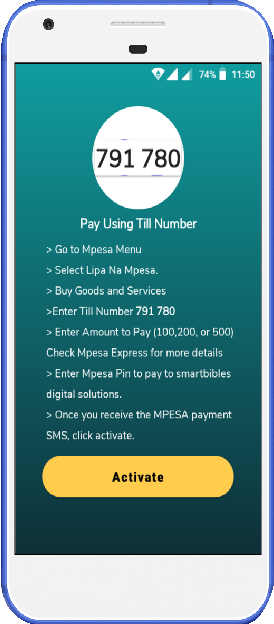 74% 11:50
791 780
Pay Using Till Number
> Go to Mpesa Menu
> Select Lipa Na Mpesa.
> Buy Goods and Services
>Enter Till Number 791 780
> Enter Amount to Pay (100,200, or 500)
Check Mpesa Express for more details
> Enter Mpesa Pin to pay to smartbibles
digital solutions.
> Once you receive the MPESA payment
SMS, click activate.
Activate